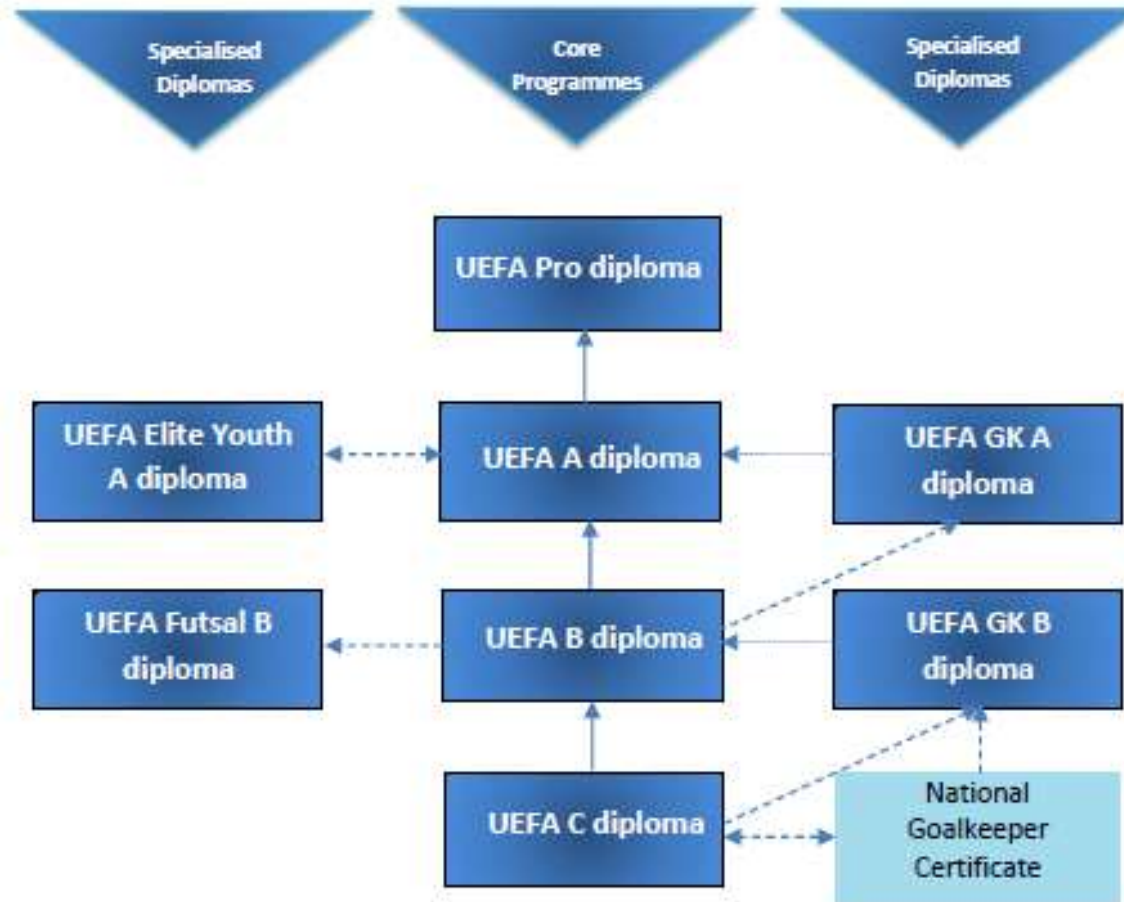 Specialised
Diplomas
Core
Programmes
Specialised
Diplomas
UEFA Pro diploma
UEFA Elite Youth
A diploma
UEFA A diploma
UEFA GK A
diploma
UEFA Futsal B
diploma
UEFA B diploma
UEFA GK B
diploma
UEFA C diploma
National
Goalkeeper
Certificate